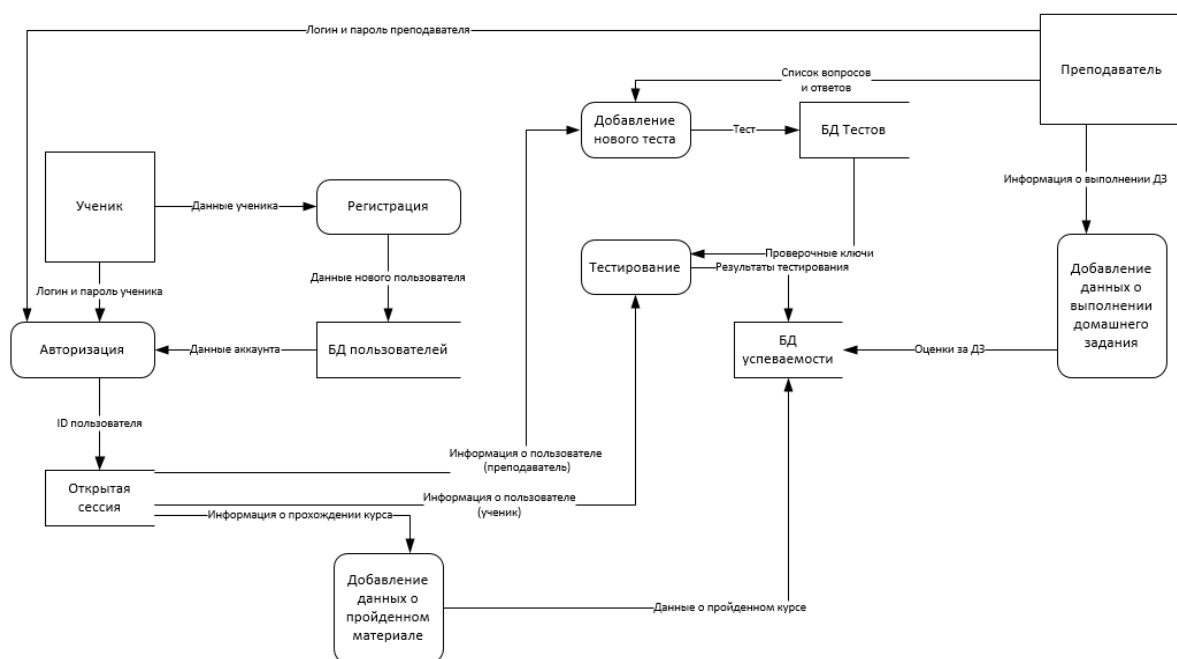 Логин и пароль преподавателя
Преподаватель
Список вопросов
и ответов
Добавление
нового теста
Тест
БД Тестов
Информация о выполнении ДЗ
Ученик
Данные ученика
Регистрация
Проверочные ключи
Тестирование
Результаты тестирования
Данные нового пользователя
Логин и пароль ученика
Добавление
данных о
выполнении
домашнего
задания
Авторизация
Данные аккаунта
БД пользователей
БД
успеваемости
Оценки за ДЗ
ID пользователя
Информация о пользователе
(преподаватель)
Открытая
сессия
Информация о пользователе
(ученик)
Информация о прохождении курса
Добавление
данных о
пройденном
материале
Данные о пройденном курсе